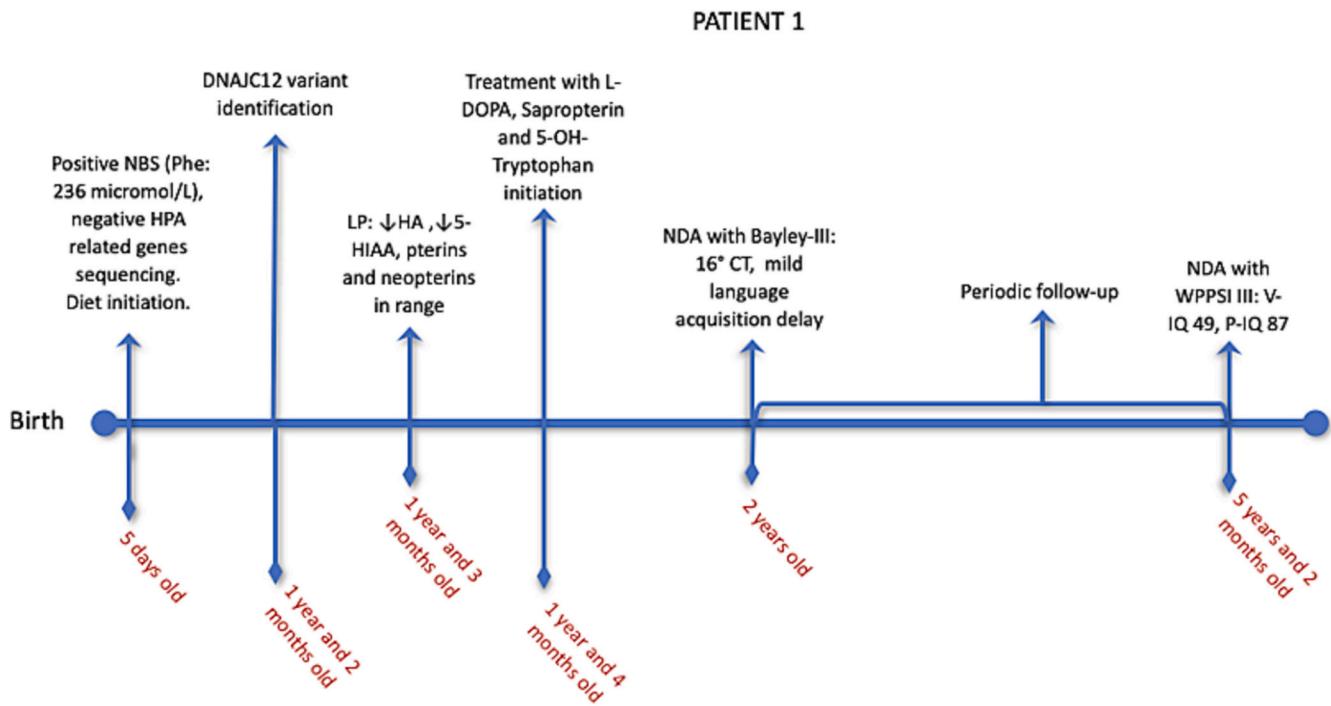 PATIENT 1
Positive NBS (Phe:
236 micromol/L),
negative HPA
related genes
sequencing.
Diet initiation.
DNAJC12 variant
identification
LP: ↓HA ,↓5-
HIAA, pterins
and neopterins
in range
Treatment with L-
DOPA, Sapropterin
and 5-OH-
Tryptophan
initiation
NDA with Bayley-III:
16° CT, mild
language
acquisition delay
Periodic follow-up
NDA with
WPPSI III: V-
IQ 49, P-IQ 87
Birth
5 days old
1 year and 2
months old
1 year and 3
months old
1 year and 4
months old
2 years old
5 years and 2
months old